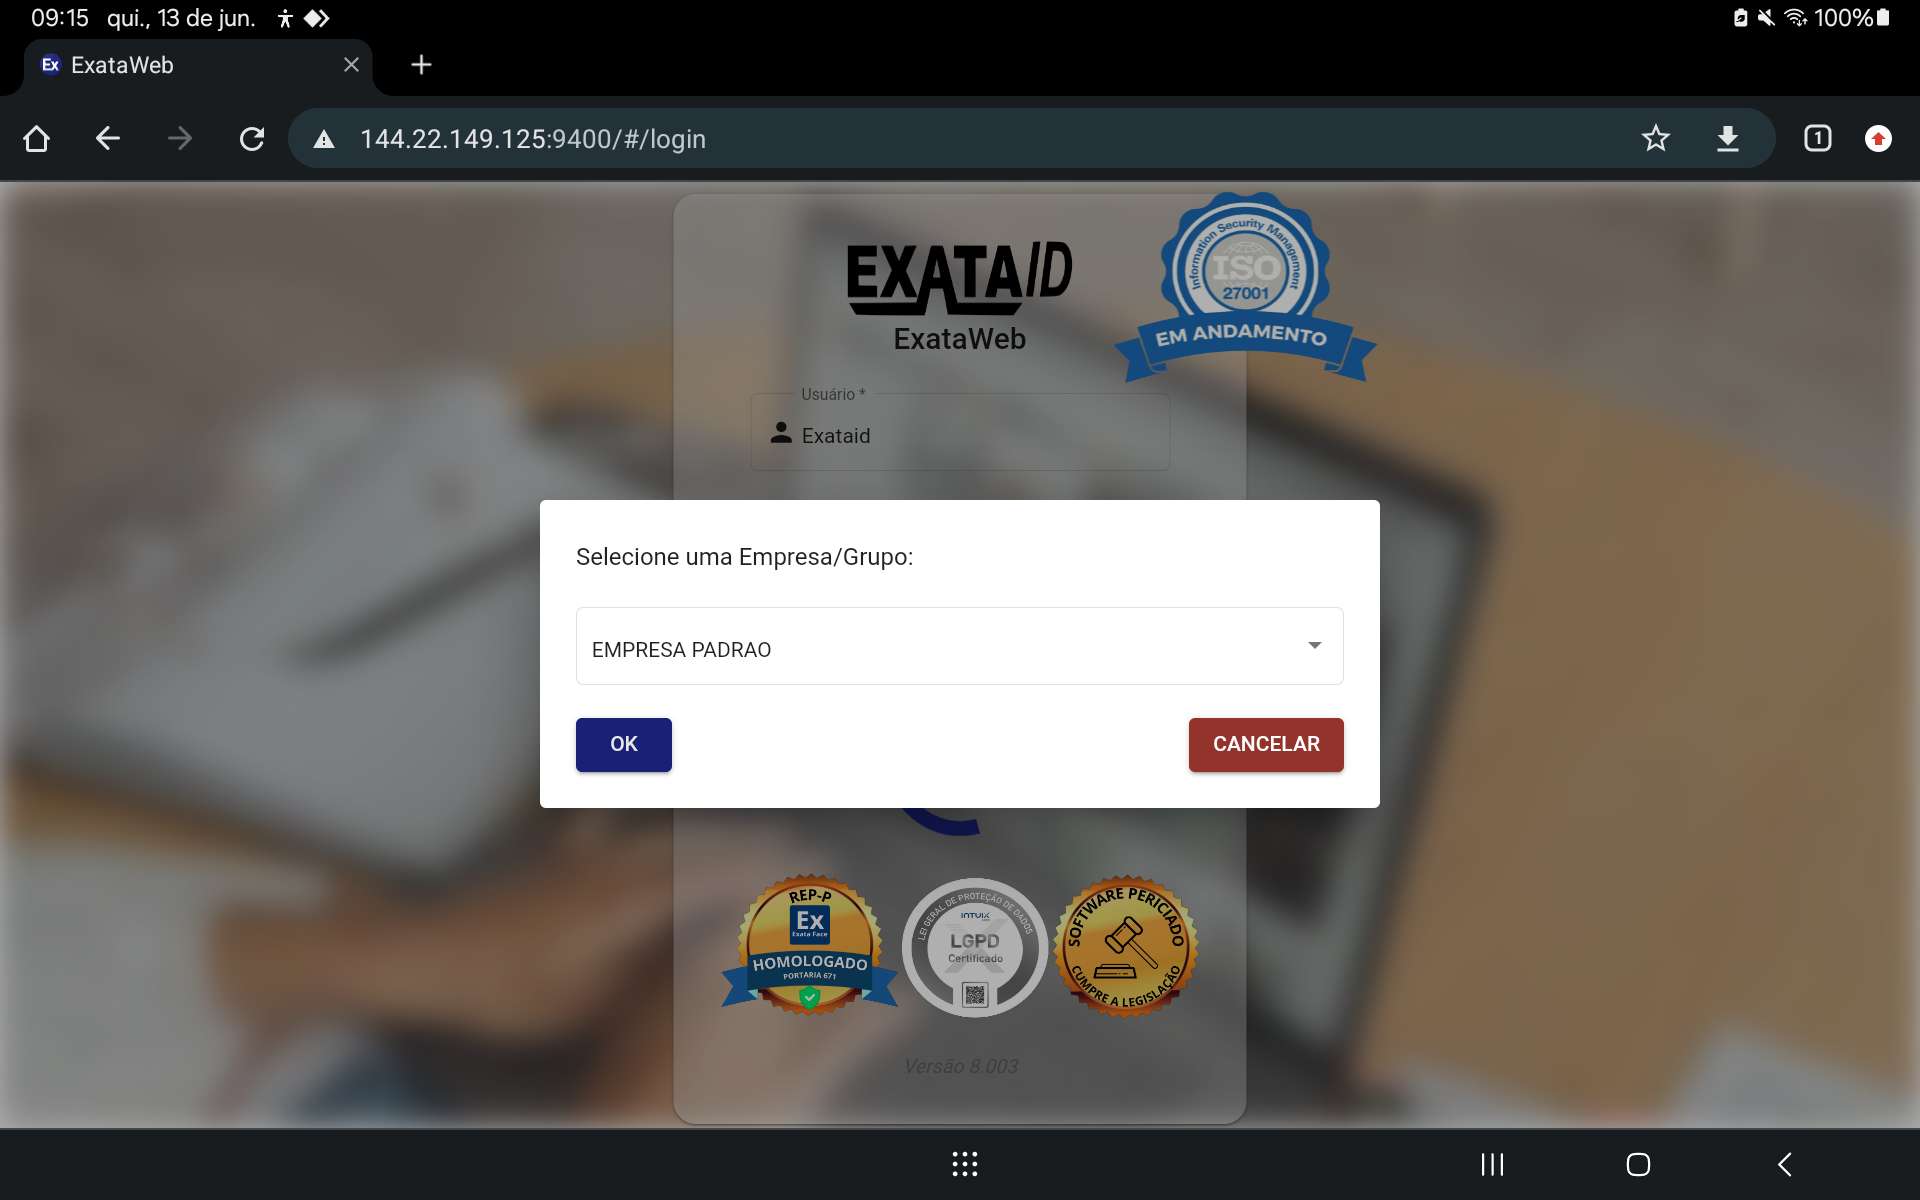 09:15 qui., 13 de jun. 100%
Ex ExataWeb
144.22.149.125:9400/#/login 1
EXATAID
ExataWeb
Information Security Management
ISO
27001
EM ANDAMENTO
Usuário *
Exataid
Selecione uma Empresa/Grupo:
EMPRESA PADRAO
OK CANCELAR
REP-P
Ex
Exata Face
HOMOLOGADO
PORTARIA 671
LEI GERAL DE PROTEÇÃO DE DADOS
INTUIX
LGPD
Certificado
SOFTWARE PERICIADO
CUMPRE A LEGISLAÇÃO
Versão 8.003